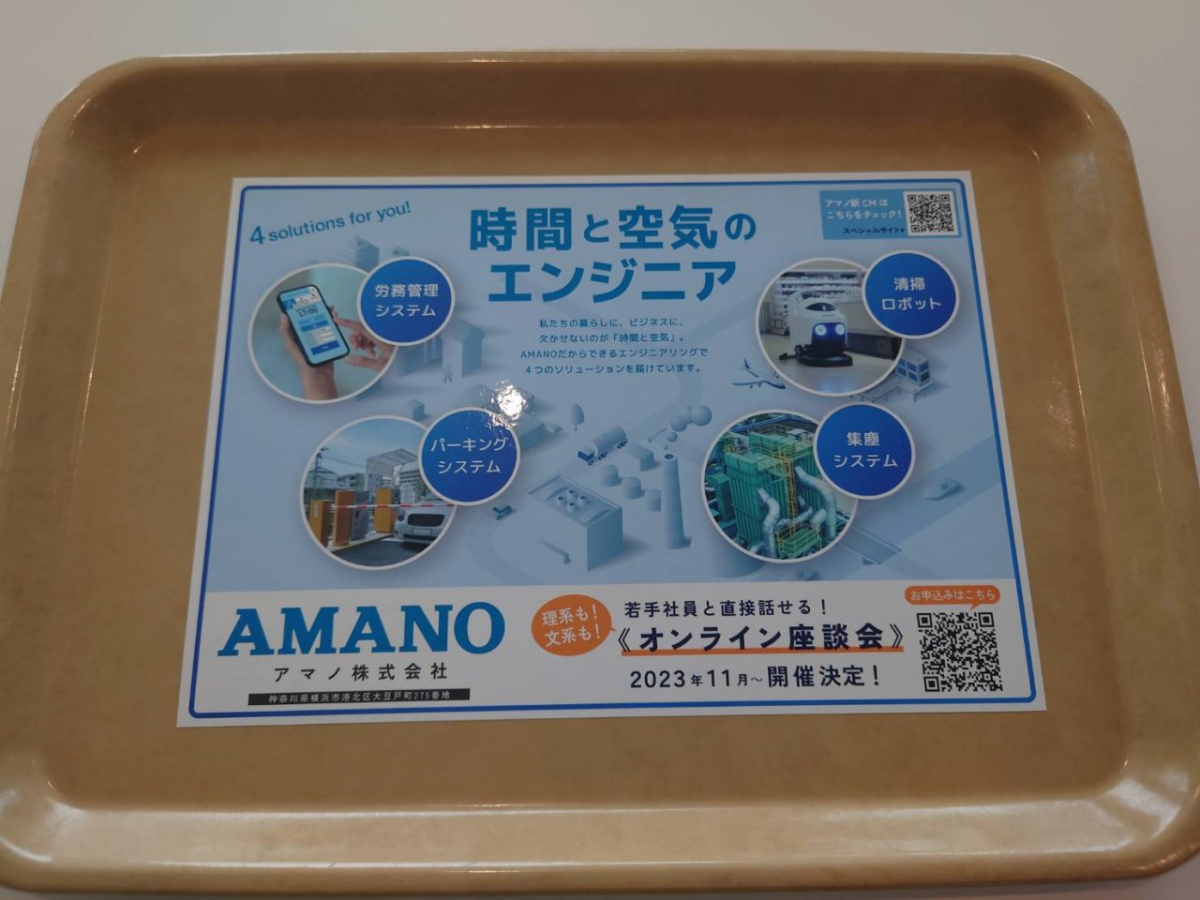 4 solutions for you!
時間と空気の
エンジニア
アマノ新CMは
こちらをチェック!
スペシャルサイト
労務管理
システム
清掃
ロボット
私たちの暮らしに、ビジネスに、
欠かせないのが「時間と空気」。
AMANOだからできるエンジニアリングで
4つのソリューションを届けています。
パーキング
システム
集塵
システム
AMANO
アマノ株式会社
神奈川県横浜市港北区大豆戸町275番地
理系も!
文系も!
若手社員と直接話せる!
《オンライン座談会》
2023年11月~開催決定!
お申込みはこちら